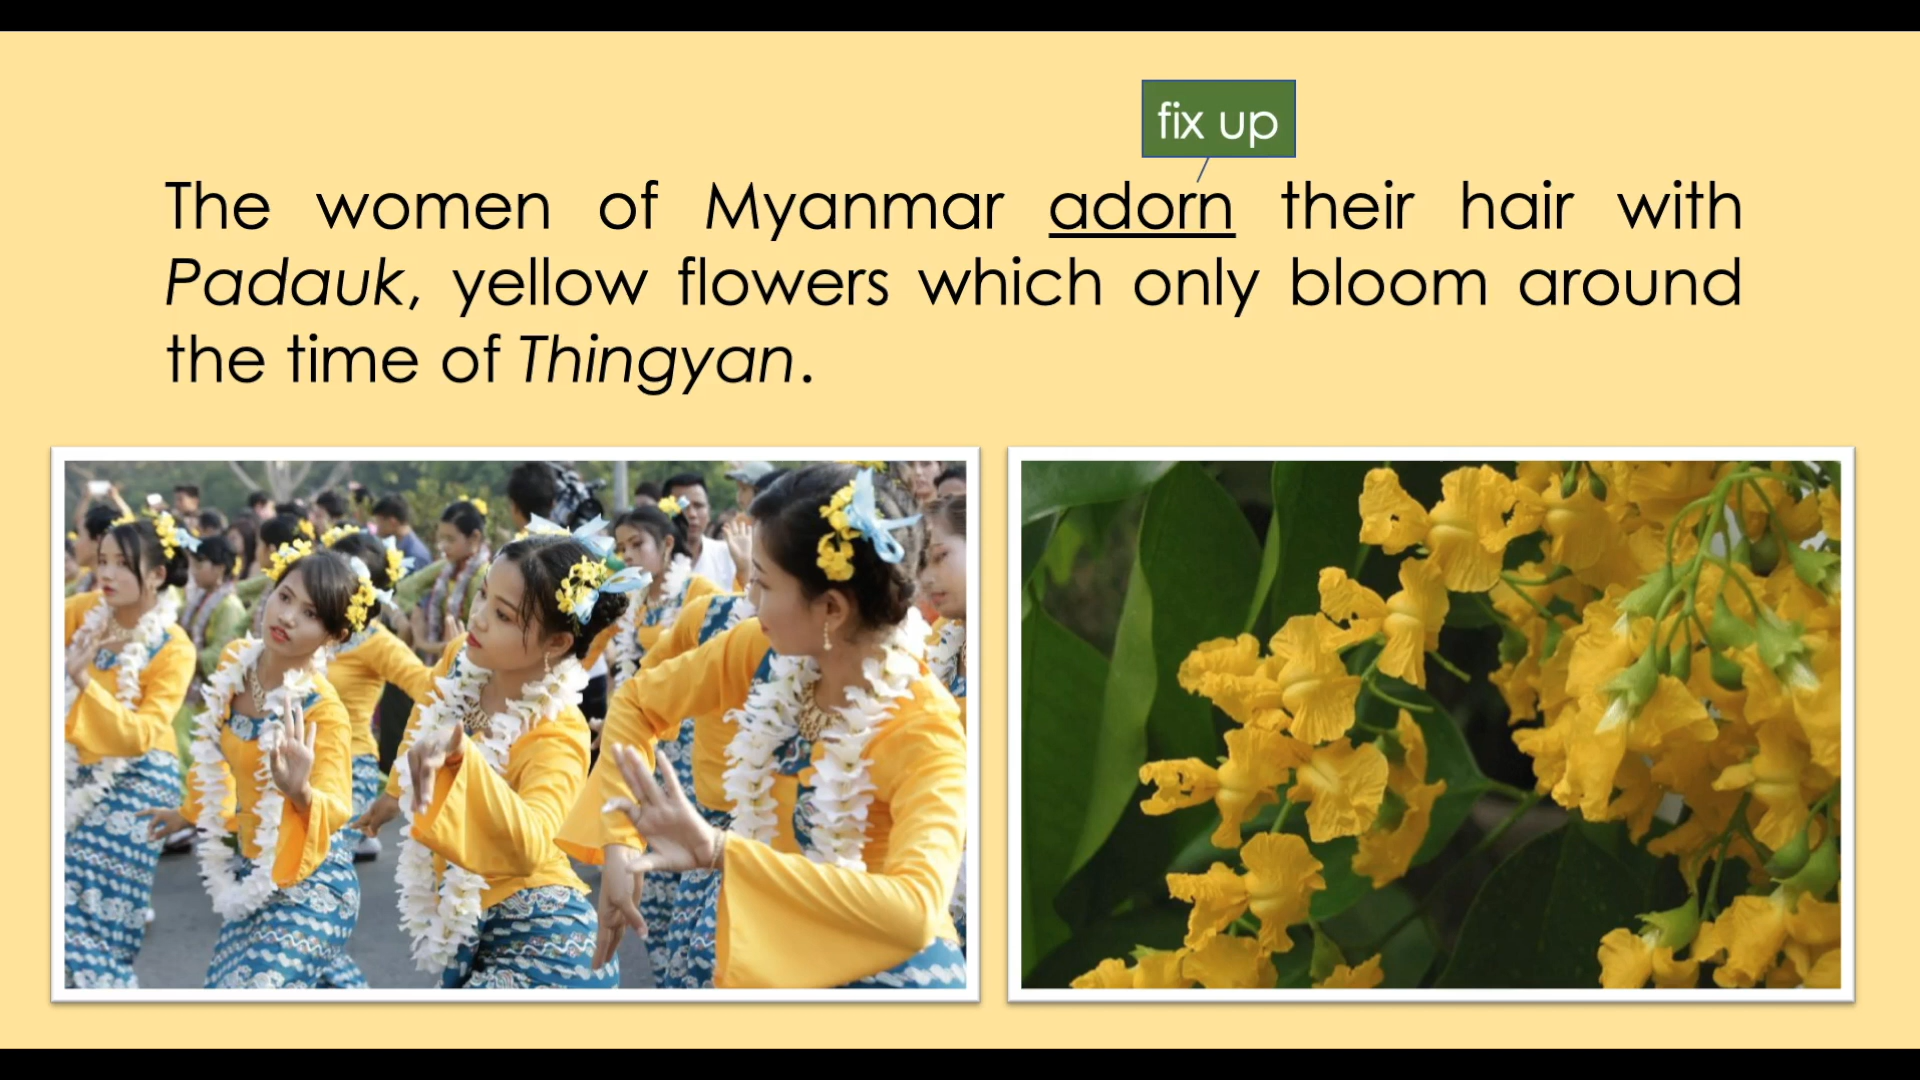 fix up
The women of Myanmar adorn their hair with
Padauk, yellow flowers which only bloom around
the time of Thingyan.